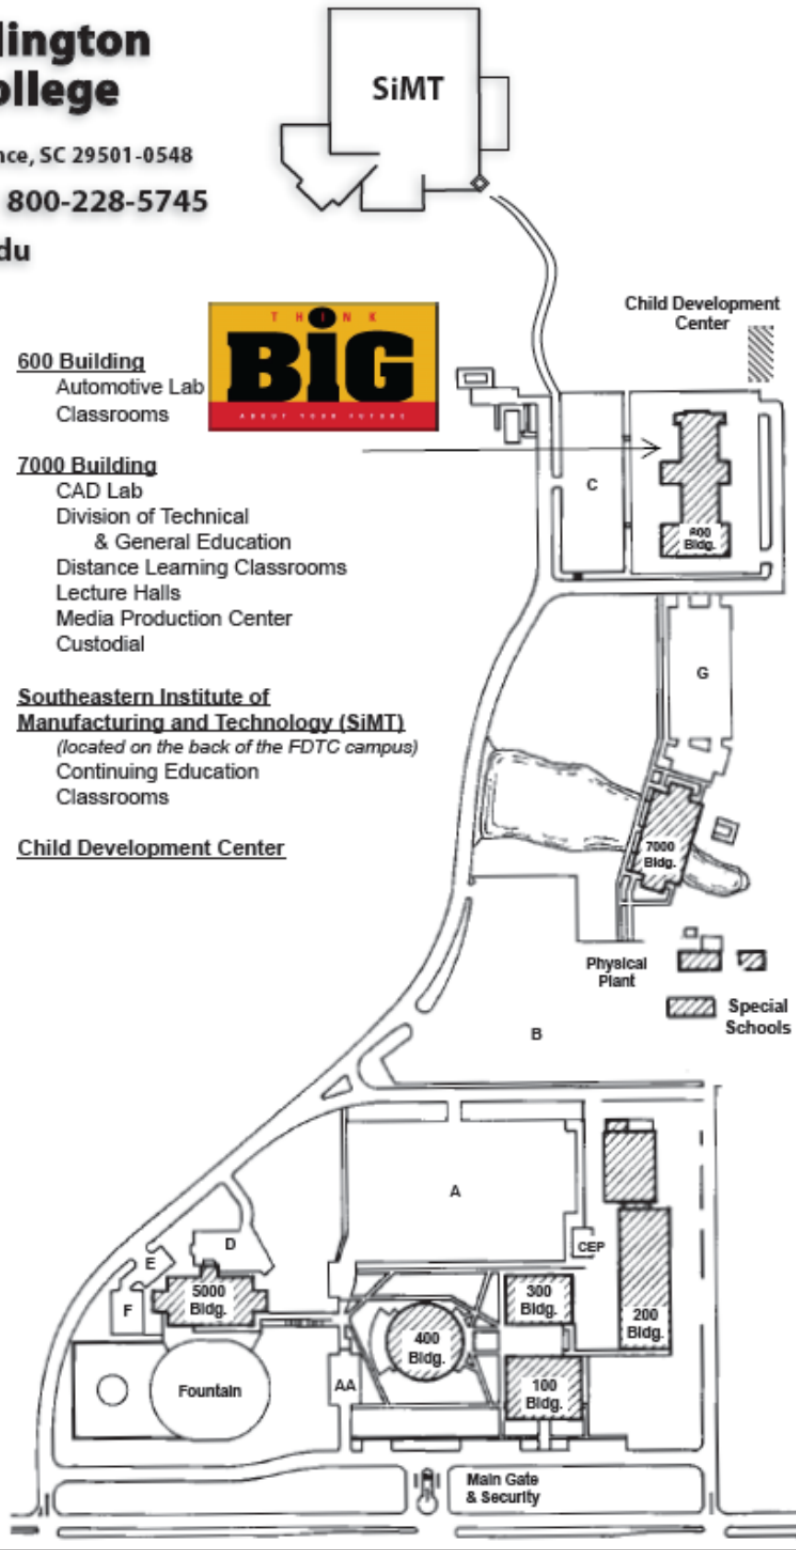 lington
ollege
nce, SC 29501-0548
800-228-5745
du
SiMT
THiNK
BiG
ABOUT YOUR FUTURE
Child Development
Center
600 Building
Automotive Lab
Classrooms
7000 Building
CAD Lab
Division of Technical
& General Education
Distance Learning Classrooms
Lecture Halls
Media Production Center
Custodial
Southeastern Institute of
Manufacturing and Technology (SiMT)
(located on the back of the FDTC campus)
Continuing Education
Classrooms
Child Development Center
C
600
Bldg.
G
7000
Bldg.
Physical
Plant
Special
Schools
B
A
CEP
D
E
F
5000
Bldg.
300
Bldg.
200
Bldg.
400
Bldg.
100
Bldg.
AA
Fountain
Main Gate
& Security